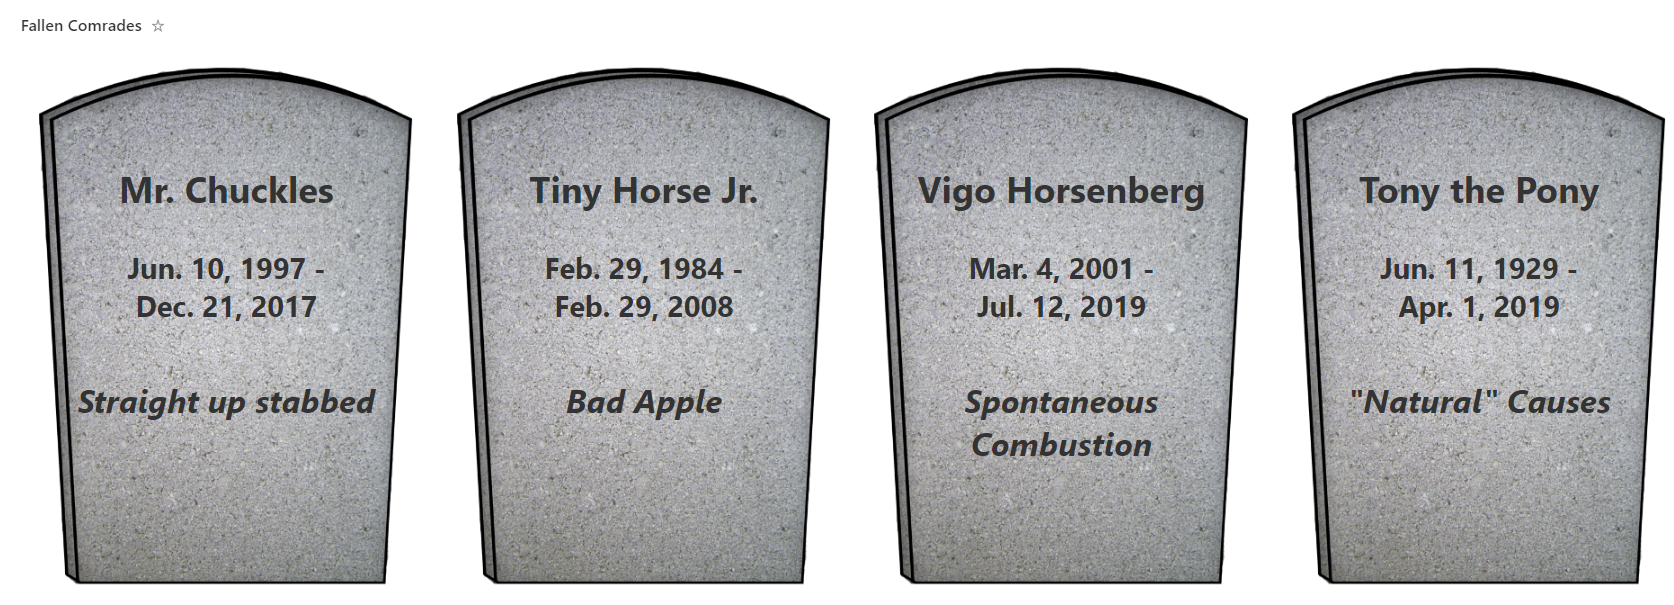 Fallen Comrades ☆
Mr. Chuckles
Jun. 10, 1997 -
Dec. 21, 2017
Straight up stabbed
Tiny Horse Jr.
Feb. 29, 1984 -
Feb. 29, 2008
Bad Apple
Vigo Horsenberg
Mar. 4, 2001 -
Jul. 12, 2019
Spontaneous
Combustion
Tony the Pony
Jun. 11, 1929 -
Apr. 1, 2019
"Natural" Causes